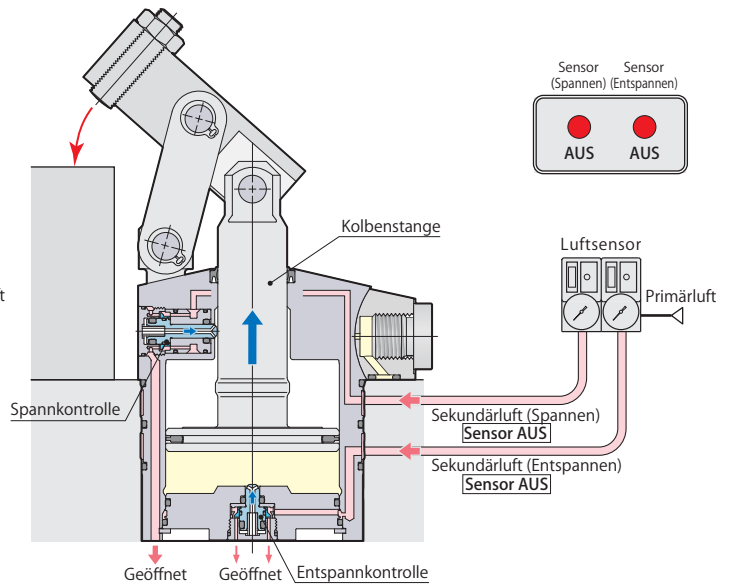 Sensor
(Spannen)
Sensor
(Entspannen)
AUS
AUS
Kolbenstange
Luftsensor
Primärluft
Spannkontrolle
Sekundärluft (Spannen)
Sensor AUS
Sekundärluft (Entspannen)
Sensor AUS
Geöffnet
Geöffnet
Entspannkontrolle